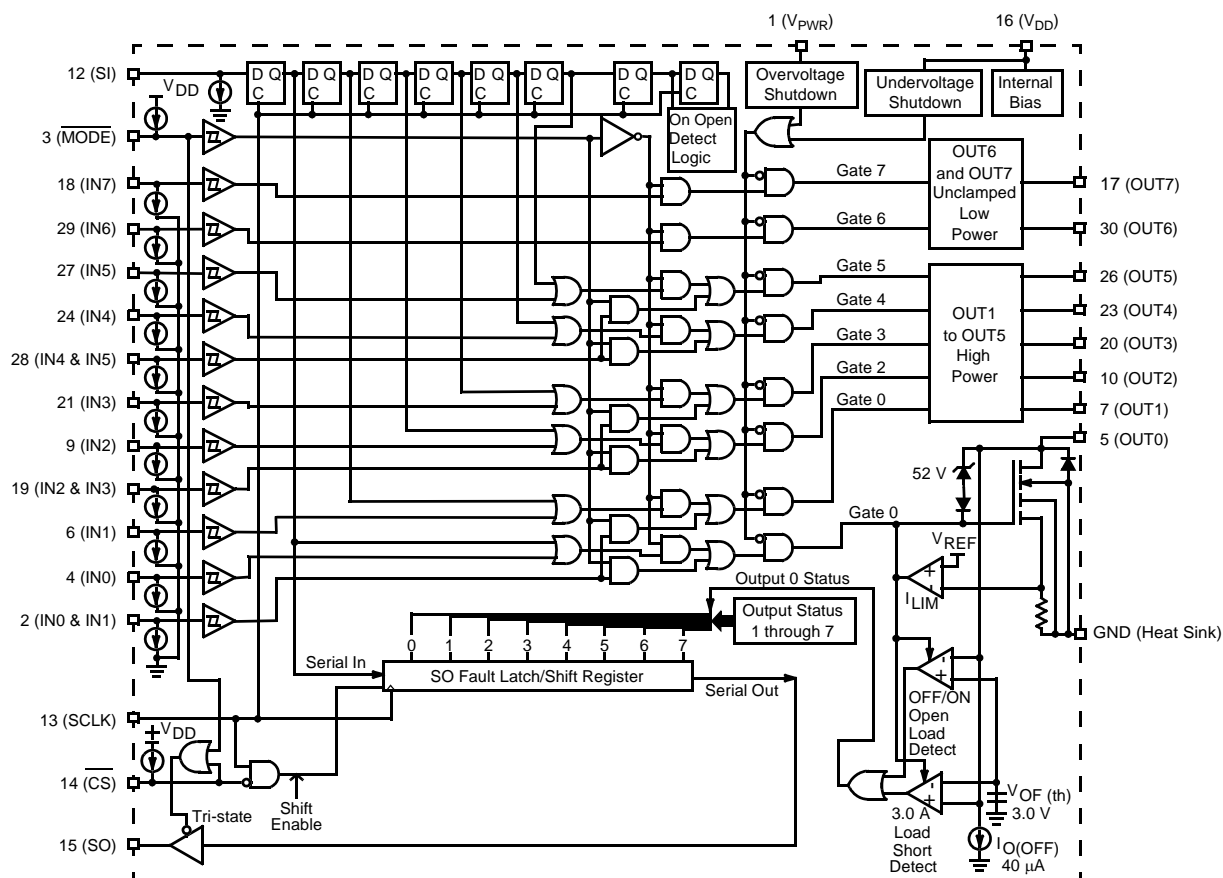 1 (VPWR)
16 (VDD)
12 (SI)
D Q
C
D Q
C
D Q
C
D Q
C
D Q
C
D Q
C
D Q
C
D Q
C
Overvoltage
Shutdown
Undervoltage
Shutdown
Internal
Bias
VDD
3 (MODE)
On Open
Detect
Logic
OUT6
and OUT7
Unclamped
Low
Power
18 (IN7)
Gate 7
17 (OUT7)
29 (IN6)
Gate 6
30 (OUT6)
27 (IN5)
Gate 5
26 (OUT5)
24 (IN4)
Gate 4
23 (OUT4)
OUT1
to OUT5
High
Power
28 (IN4 & IN5)
Gate 3
20 (OUT3)
21 (IN3)
Gate 2
10 (OUT2)
Gate 0
7 (OUT1)
9 (IN2)
5 (OUT0)
52 V
19 (IN2 & IN3)
6 (IN1)
Gate 0
VREF
4 (IN0)
+
-
ILIM
Output 0 Status
2 (IN0 & IN1)
Output Status
1 through 7
GND (Heat Sink)
0 1 2 3 4 5 6 7
Serial In
SO Fault Latch/Shift Register
Serial Out
-
+
OFF/ON
Open
Load
Detect
13 (SCLK)
VDD
14 (CS)
Shift
Enable
-
+
3.0 A
Load
Short
Detect
VOF (th)
3.0 V
Tri-state
15 (SO)
IO(OFF)
40 μA